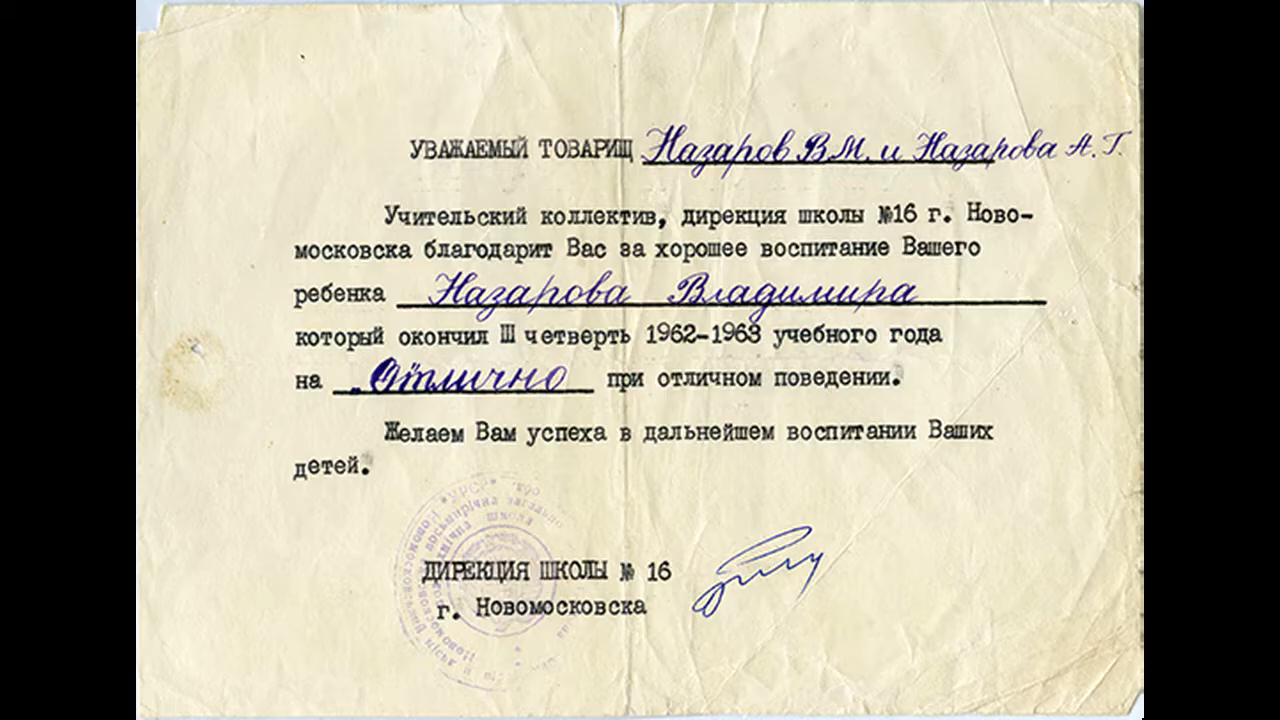 УВАЖАЕМЫЙ ТОВАРИЩ Назаров В.М. и Назарова А.Г.
Учительский коллектив, дирекция школы №16 г. Ново-
московска благодарит Вас за хорошее воспитание Вашего
ребенка Назарова Владимира
который окончил III четверть 1962-1963 учебного года
на "Отлично при отличном поведении.
Желаем Вам успеха в дальнейшем воспитании Ваших
детей.
*УРСР*
школа
ДИРЕКЦИЯ ШКОЛЫ № 16
г. Новомосковска